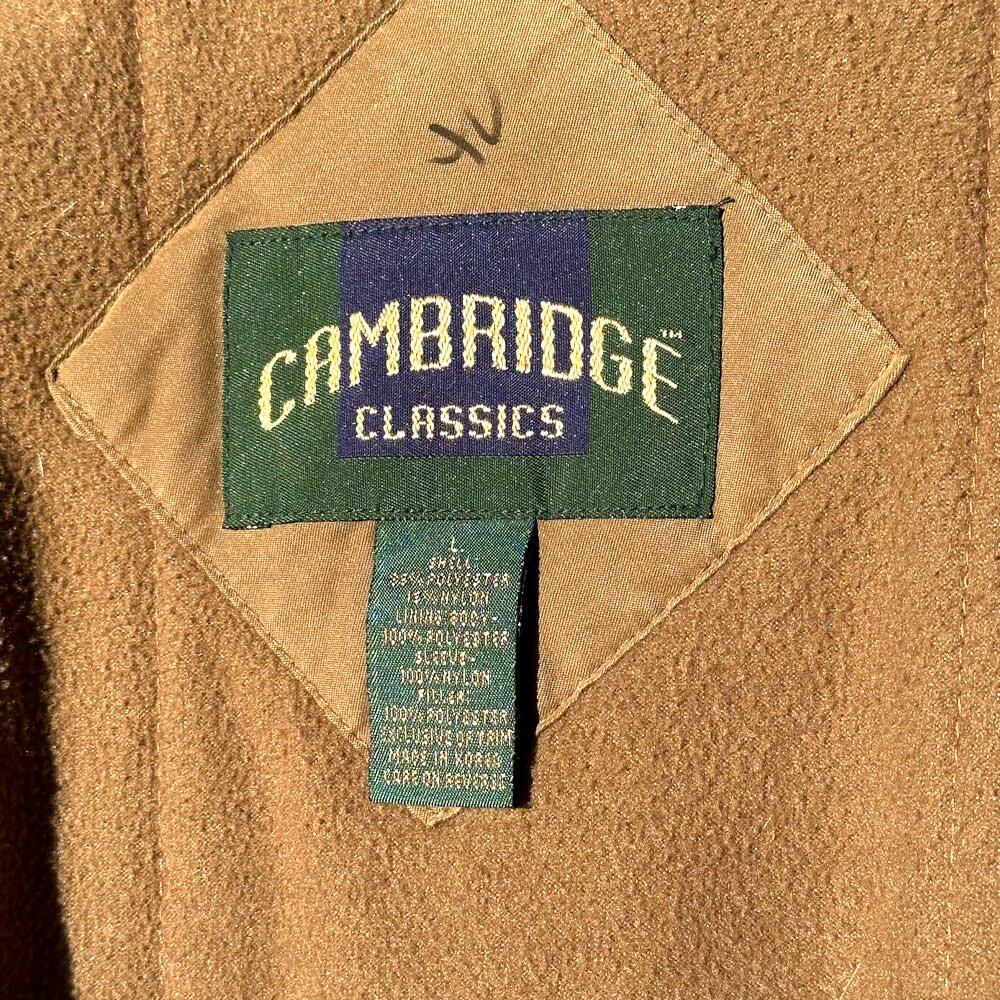 CAMBRIDGE™
CLASSICS
L
SHELL
85% POLYESTER
15% NYLON
LINING BODY-
100% POLYESTER
SLEEVE-
100% NYLON
FILLER
100% POLYESTER
EXCLUSIVE OF TRIM
MADE IN KOREA
CARE ON REVERSE